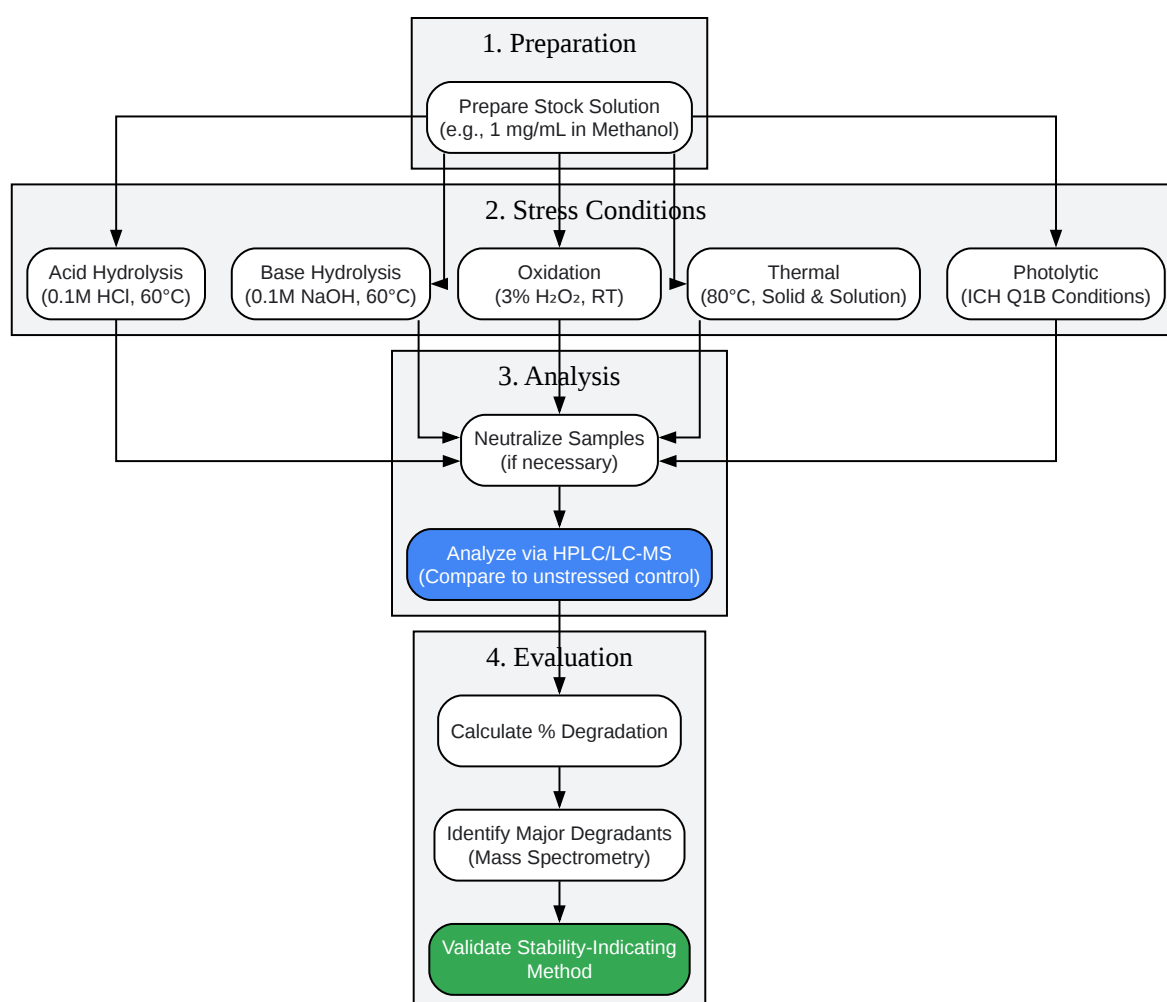 1. Preparation
Prepare Stock Solution
(e.g., 1 mg/mL in Methanol)
2. Stress Conditions
Acid Hydrolysis
(0.1M HCl, 60°C)
Base Hydrolysis
(0.1M NaOH, 60°C)
Oxidation
(3% H₂O₂, RT)
Thermal
(80°C, Solid & Solution)
Photolytic
(ICH Q1B Conditions)
3. Analysis
Neutralize Samples
(if necessary)
Analyze via HPLC/LC-MS
(Compare to unstressed control)
4. Evaluation
Calculate % Degradation
Identify Major Degradants
(Mass Spectrometry)
Validate Stability-Indicating
Method